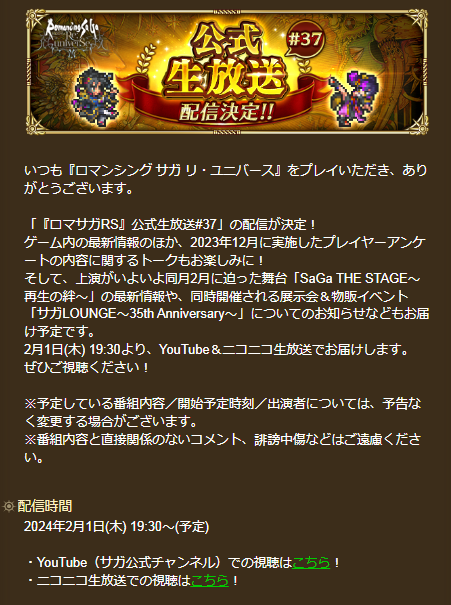 Romancing SaGa
Re;univerSe
公式
#37
生放送
配信決定!!
いつも『ロマンシング サガ リ・ユニバース』をプレイいただき、あり
がとうございます。
「『ロマサガRS』公式生放送#37」の配信が決定！
ゲーム内の最新情報のほか、2023年12月に実施したプレイヤーアンケ
ートの内容に関するトークもお楽しみに！
そして、上演がいよいよ同月2月に迫った舞台「SaGa THE STAGE～
再生の絆～」の最新情報や、同時開催される展示会＆物販イベント
「サガLOUNGE～35th Anniversary～」についてのお知らせなどもお届
け予定です。
2月1日(木) 19:30より、YouTube＆ニコニコ生放送でお届けします。
ぜひご視聴ください！
※予定している番組内容／開始予定時刻／出演者については、予告な
く変更する場合がございます。
※番組内容と直接関係のないコメント、誹謗中傷などはご遠慮くださ
い。
配信時間
2024年2月1日(木) 19:30～(予定)
・YouTube（サガ公式チャンネル）での視聴はこちら！
・ニコニコ生放送での視聴はこちら！